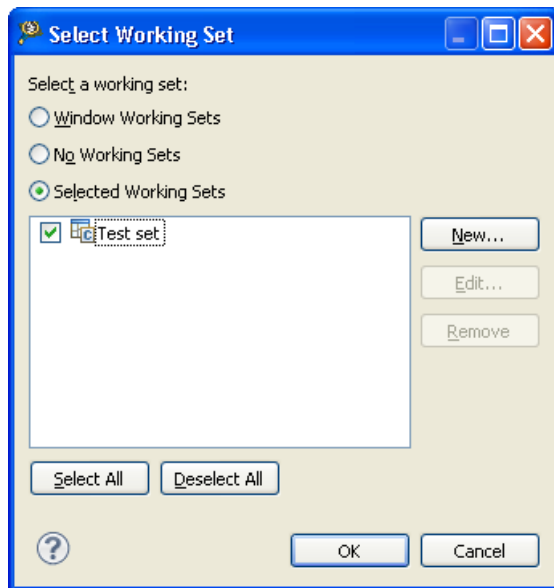 Select Working Set
Select a working set:
Window Working Sets
No Working Sets
Selected Working Sets
Test set
New...
Edit...
Remove
Select All
Deselect All
OK
Cancel